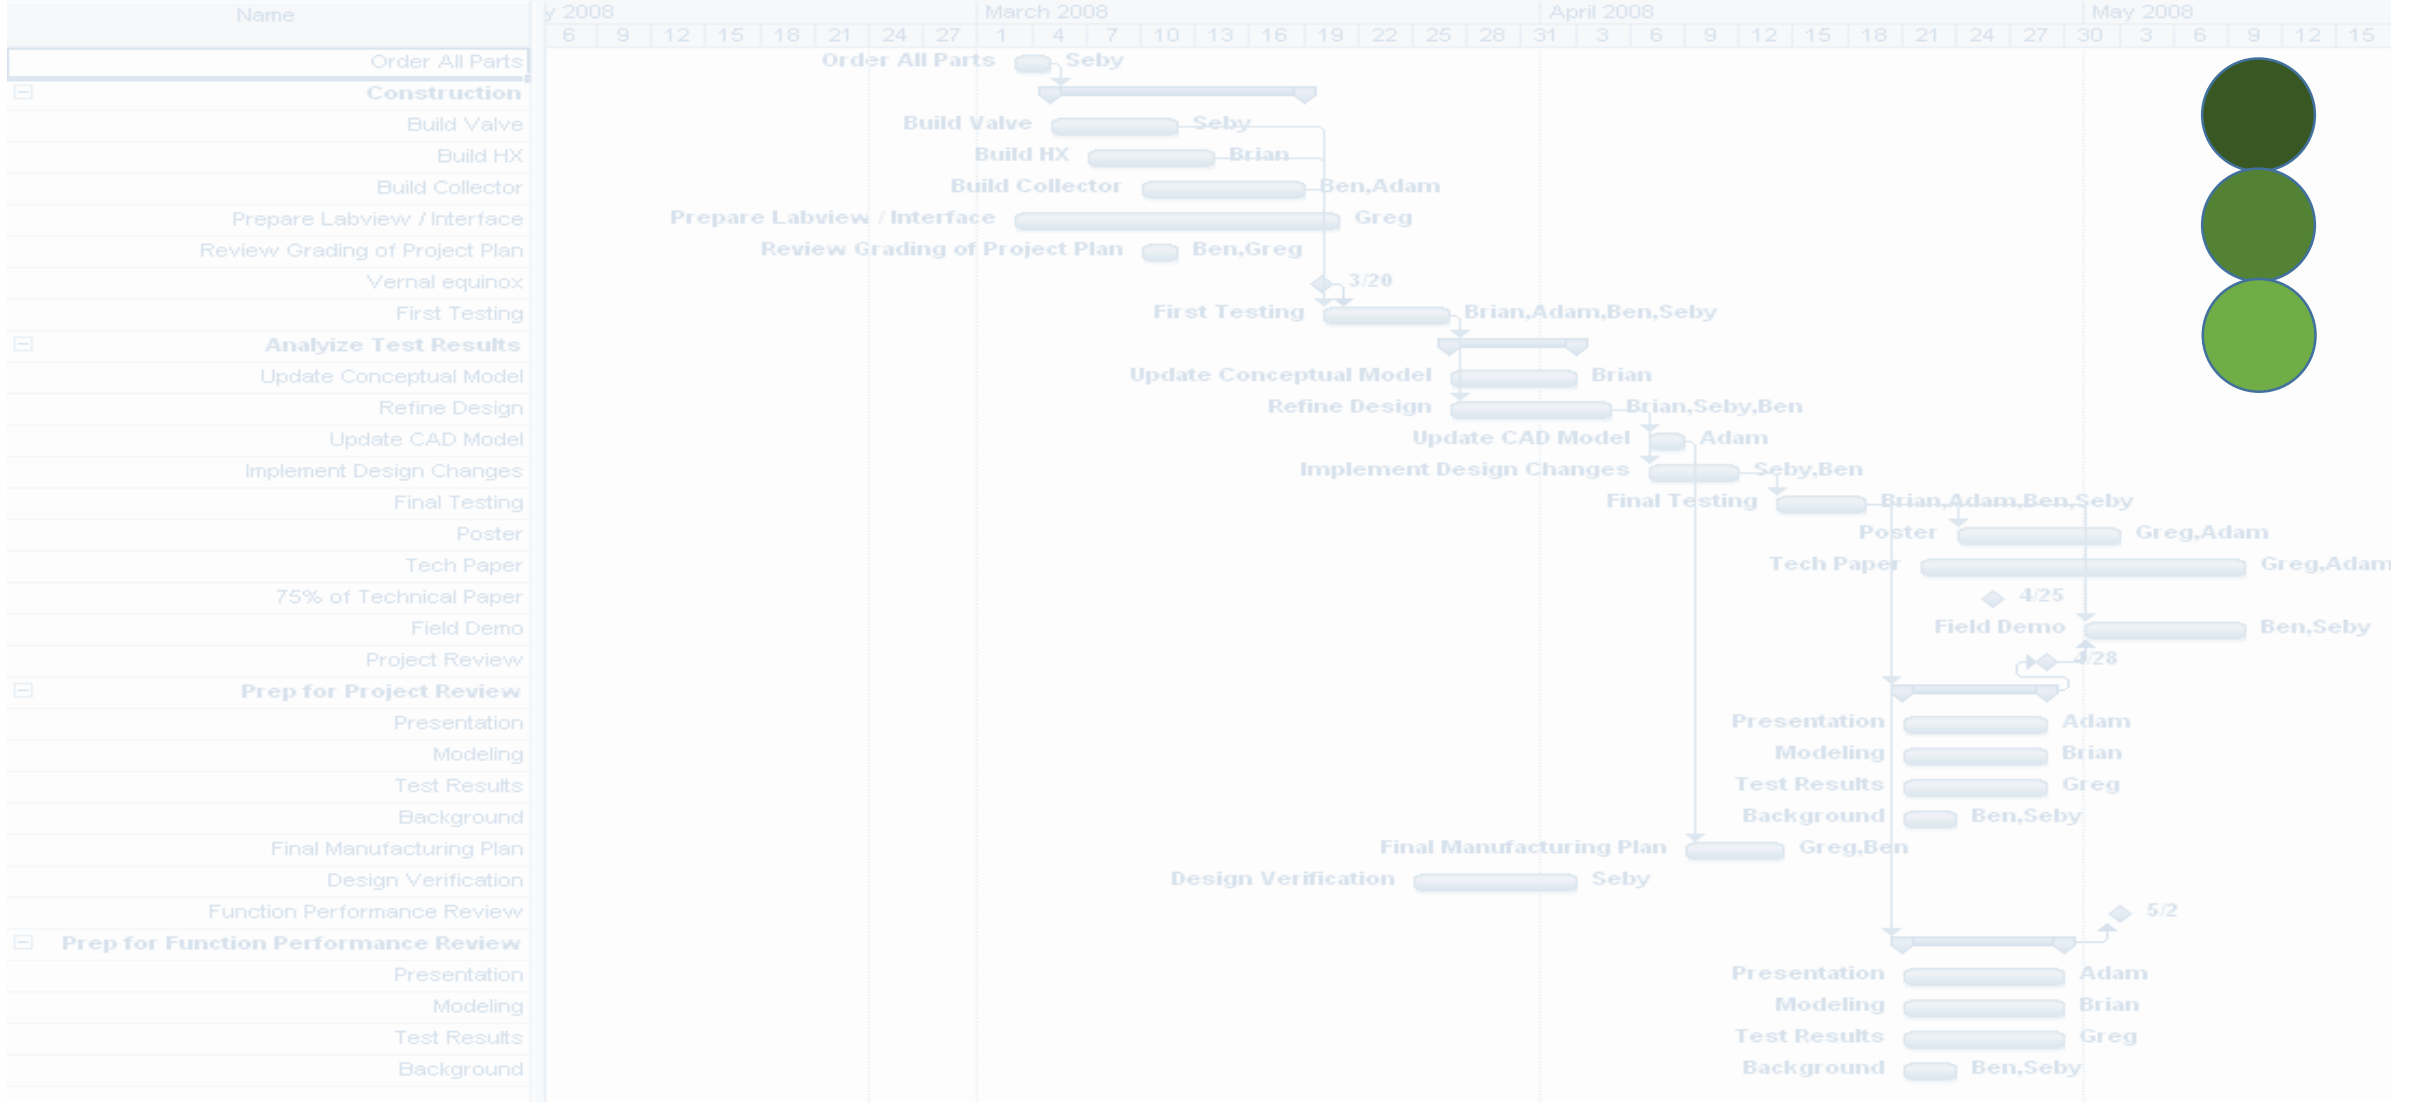 Name y 2008 March 2008 April 2008 May 2008
6 9 12 15 18 21 24 27 1 4 7 10 13 16 19 22 25 28 31 3 6 9 12 15 18 21 24 27 30 3 6 9 12 15
Order All Parts Order All Parts Seby
Construction
Build Valve Build Valve Seby
Build HX Build HX Brian
Build Collector Build Collector Ben,Adam
Prepare Labview / Interface Prepare Labview / Interface Greg
Review Grading of Project Plan Review Grading of Project Plan Ben,Greg
Vernal equinox 3/20
First Testing First Testing Brian,Adam,Ben,Seby
Analyize Test Results
Update Conceptual Model Update Conceptual Model Brian
Refine Design Refine Design Brian,Seby,Ben
Update CAD Model Update CAD Model Adam
Implement Design Changes Implement Design Changes Seby,Ben
Final Testing Final Testing Brian,Adam,Ben,Seby
Poster Poster Greg,Adam
Tech Paper Tech Paper Greg,Adam
75% of Technical Paper 4/25
Field Demo Field Demo Ben,Seby
Project Review 4/28
Prep for Project Review
Presentation Presentation Adam
Modeling Modeling Brian
Test Results Test Results Greg
Background Background Ben,Seby
Final Manufacturing Plan Final Manufacturing Plan Greg,Ben
Design Verification Design Verification Seby
Function Performance Review 5/2
Prep for Function Performance Review
Presentation Presentation Adam
Modeling Modeling Brian
Test Results Test Results Greg
Background Background Ben,Seby